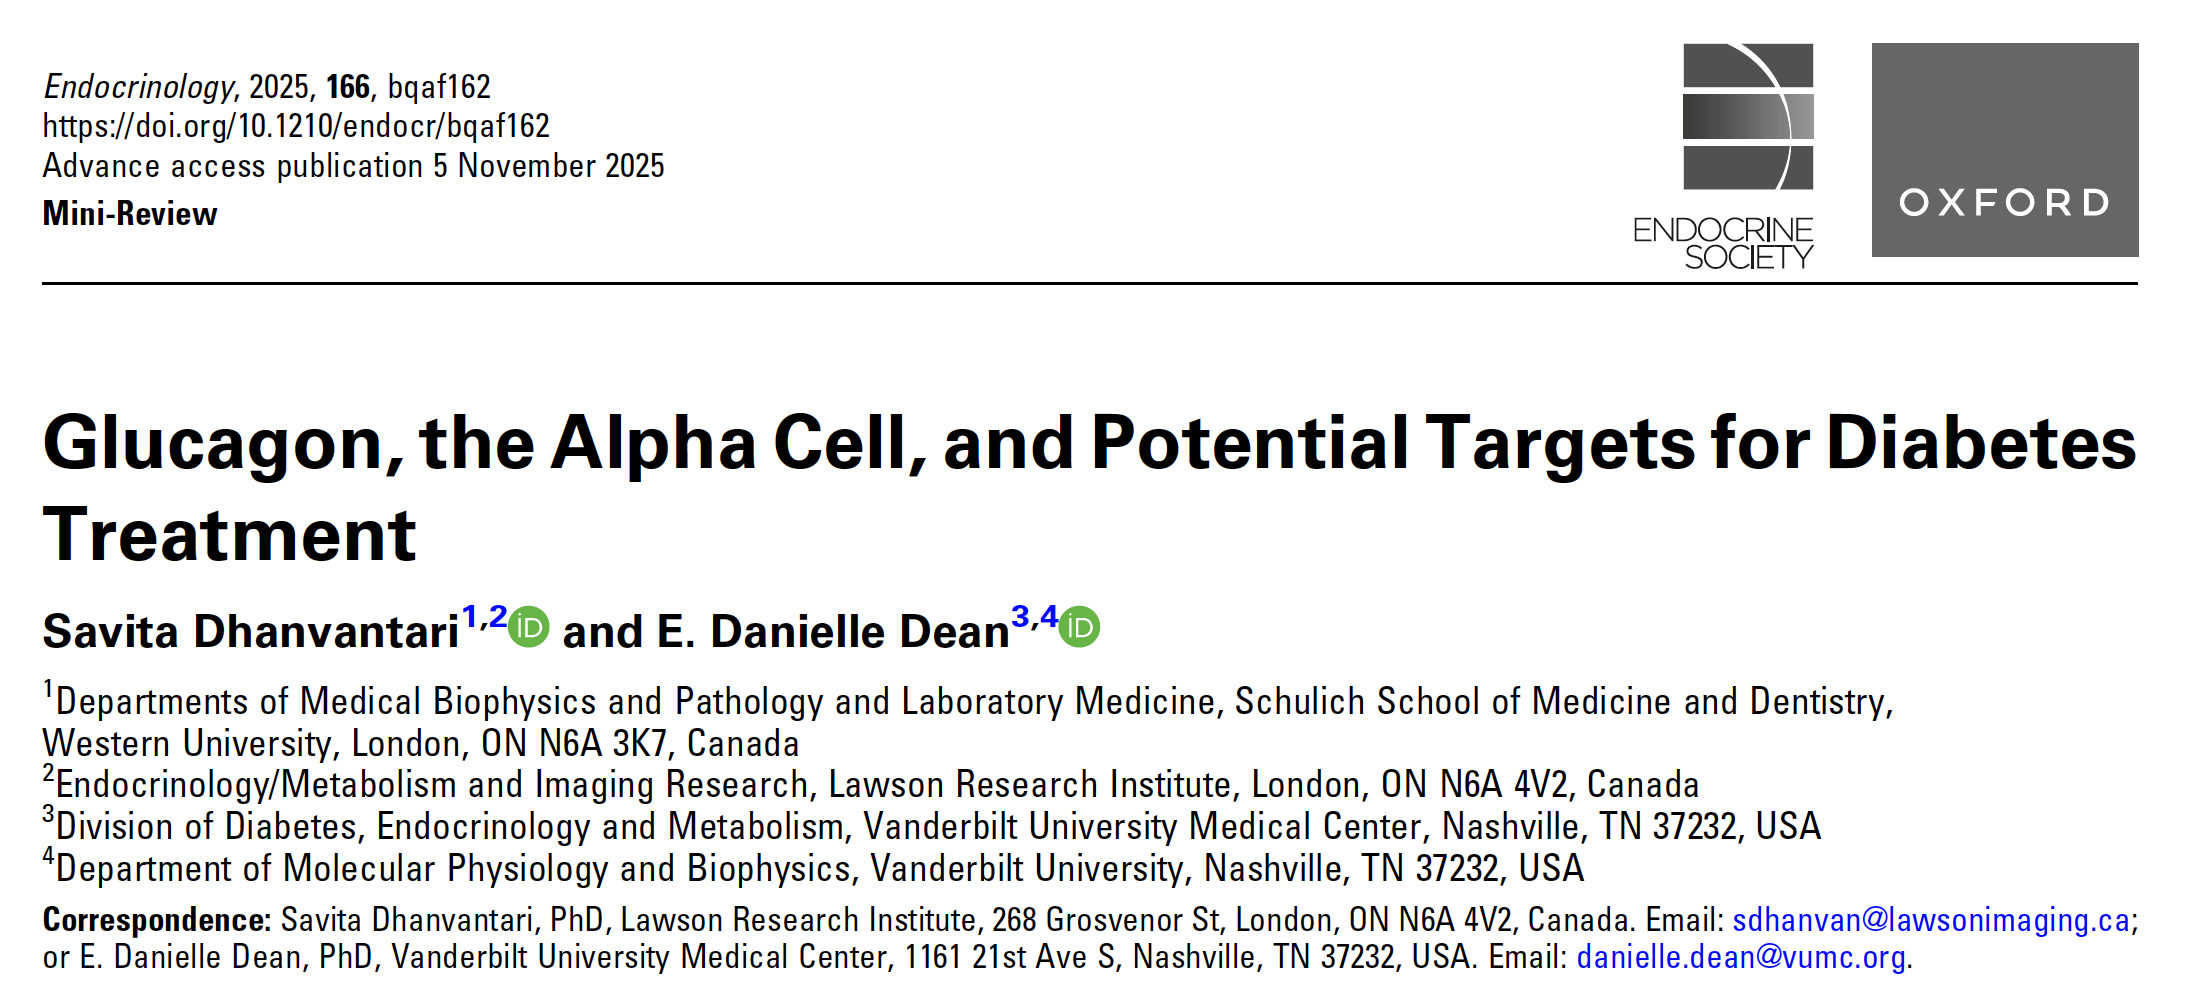 Endocrinology, 2025, 166, bqaf162
https://doi.org/10.1210/endocr/bqaf162
Advance access publication 5 November 2025
Mini-Review
ENDOCRINE
SOCIETY
OXFORD
Glucagon, the Alpha Cell, and Potential Targets for Diabetes
Treatment
Savita Dhanvantari1,2 iD and E. Danielle Dean3,4 iD
1Departments of Medical Biophysics and Pathology and Laboratory Medicine, Schulich School of Medicine and Dentistry,
Western University, London, ON N6A 3K7, Canada
2Endocrinology/Metabolism and Imaging Research, Lawson Research Institute, London, ON N6A 4V2, Canada
3Division of Diabetes, Endocrinology and Metabolism, Vanderbilt University Medical Center, Nashville, TN 37232, USA
4Department of Molecular Physiology and Biophysics, Vanderbilt University, Nashville, TN 37232, USA
Correspondence: Savita Dhanvantari, PhD, Lawson Research Institute, 268 Grosvenor St, London, ON N6A 4V2, Canada. Email: sdhanvan@lawsonimaging.ca;
or E. Danielle Dean, PhD, Vanderbilt University Medical Center, 1161 21st Ave S, Nashville, TN 37232, USA. Email: danielle.dean@vumc.org.